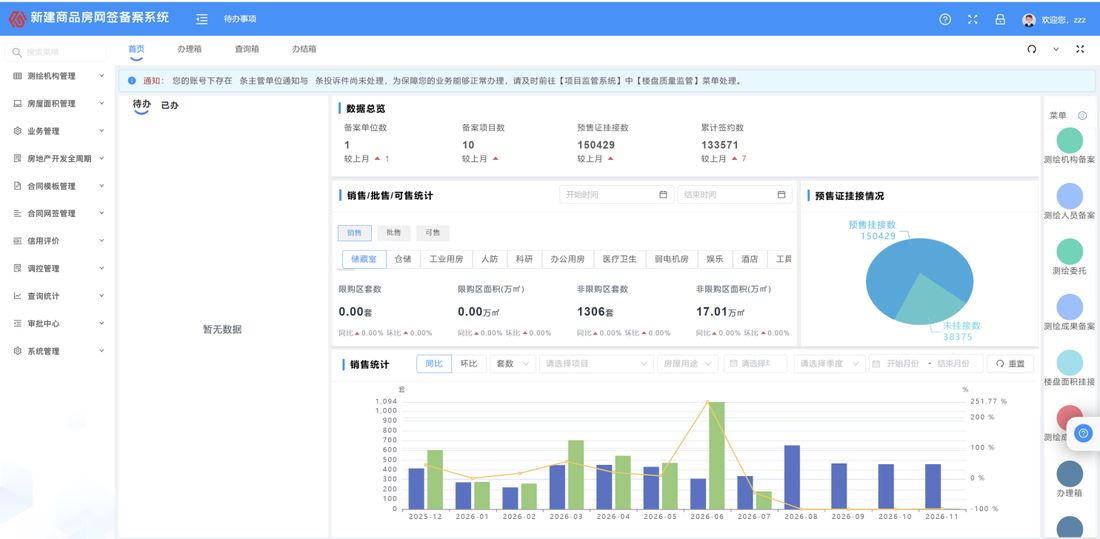 新建商品房网签备案系统
待办事项
欢迎您，zzz
搜索菜单
首页
办理箱
查询箱
办结箱
通知： 您的账号下存在 条主管单位通知与 条投诉件尚未处理，为保障您的业务能够正常办理，请及时前往【项目监管系统】中【楼盘质量监管】菜单处理。
测绘机构管理
房屋面积管理
业务管理
房地产开发全周期
合同模板管理
合同网签管理
信用评价
调控管理
查询统计
审批中心
系统管理
待办 已办
暂无数据
数据总览
备案单位数 备案项目数 预售证挂接数 累计签约数
1 10 150429 133571
较上月 1 较上月 较上月 较上月 7
销售/批售/可售统计
开始时间 结束时间
销售 批售 可售
储藏室 仓储 工业用房 人防 科研 办公用房 医疗卫生 弱电机房 娱乐 酒店
限购区套数 限购区面积(万㎡) 非限购区套数 非限购区面积(万㎡)
0.00套 0.00万㎡ 1306套 17.01万㎡
同比 0.00% 环比 0.00% 同比 0.00% 环比 0.00% 同比 0.00% 环比 0.00% 同比 0.00% 环比 0.00%
预售证挂接情况
预售挂接数
150429
未挂接数
38375
销售统计
同比 环比 套数 请选择项目 房屋用途 请选择 请选择季度 开始月份 - 结束月份 重置
套 %
1,094
1,000
900
800
700
600
500
400
300
200
100
0
251.77 %
200 %
100 %
0 %
-100 %
2025-12 2026-01 2026-02 2026-03 2026-04 2026-05 2026-06 2026-07 2026-08 2026-09 2026-10 2026-11
菜单
测绘机构备案
测绘人员备案
测绘委托
测绘成果备案
楼盘面积挂接
测绘成
办理箱